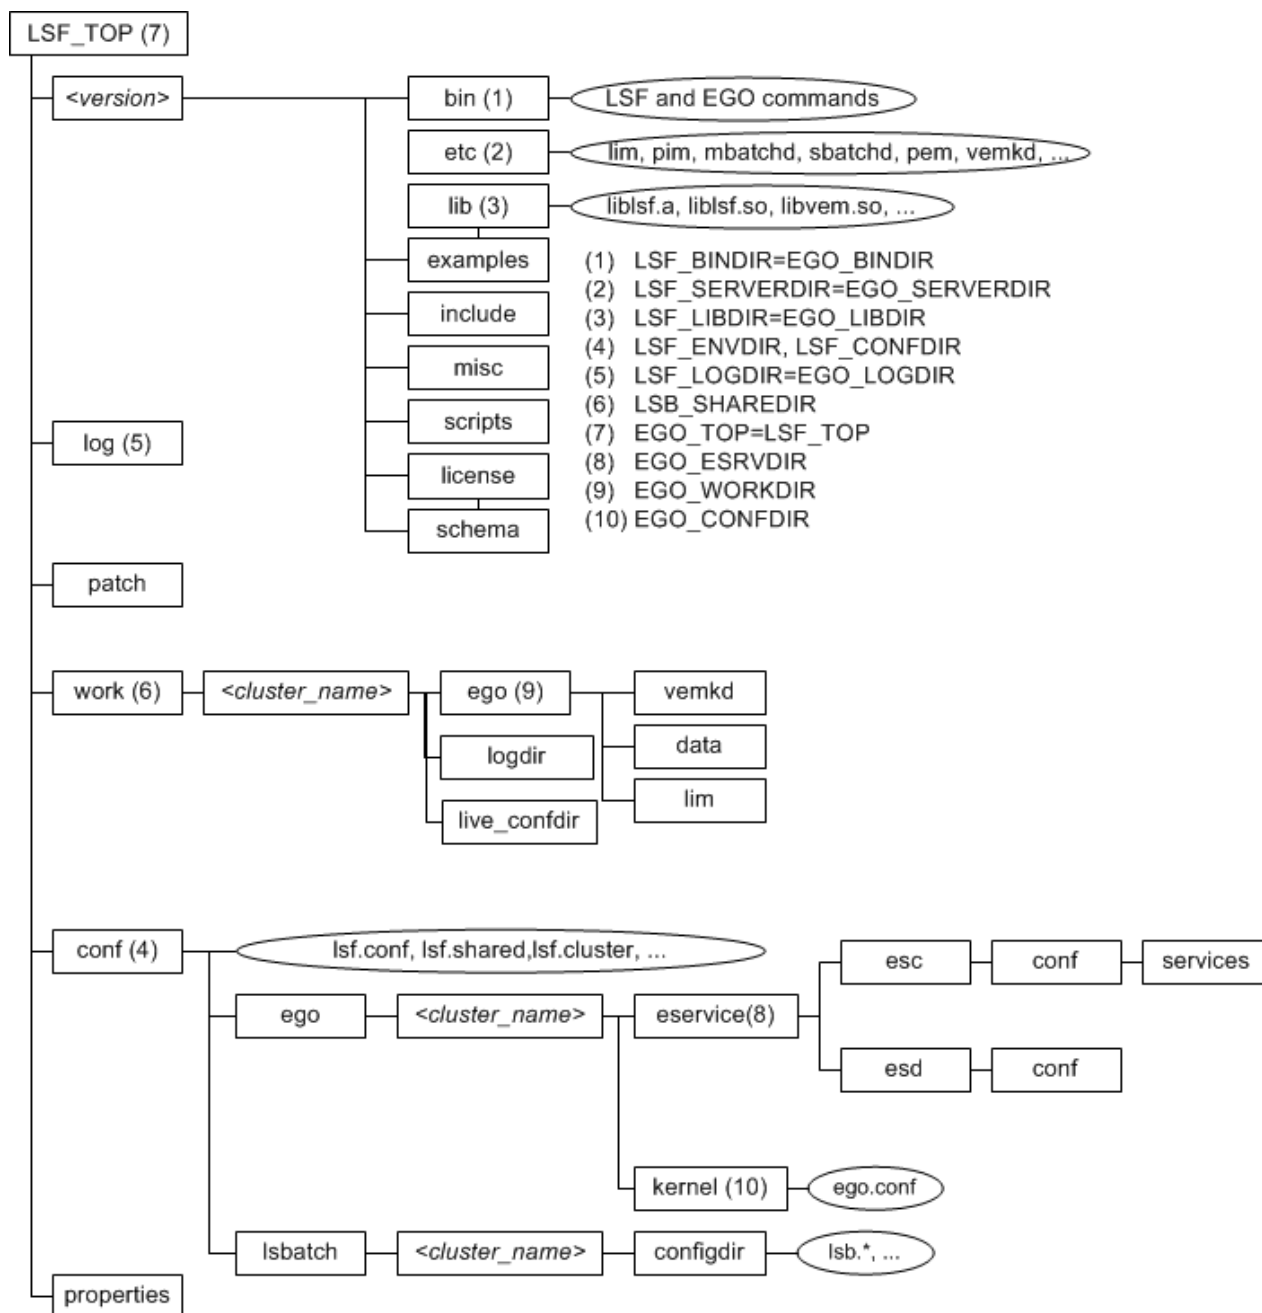 LSF_TOP (7)
<version>
bin (1)
LSF and EGO commands
etc (2)
lim, pim, mbatchd, sbatchd, pem, vemkd, ...
lib (3)
liblsf.a, liblsf.so, libvem.so, ...
examples
include
misc
scripts
license
schema
(1) LSF_BINDIR=EGO_BINDIR
(2) LSF_SERVERDIR=EGO_SERVERDIR
(3) LSF_LIBDIR=EGO_LIBDIR
(4) LSF_ENVDIR, LSF_CONFDIR
(5) LSF_LOGDIR=EGO_LOGDIR
(6) LSB_SHAREDIR
(7) EGO_TOP=LSF_TOP
(8) EGO_ESRVDIR
(9) EGO_WORKDIR
(10) EGO_CONFDIR
log (5)
patch
work (6)
<cluster_name>
ego (9)
vemkd
data
lim
logdir
live_confdir
conf (4)
lsf.conf, lsf.shared,lsf.cluster, ...
ego
<cluster_name>
eservice(8)
esc
conf
services
esd
conf
kernel (10)
ego.conf
lsbatch
<cluster_name>
configdir
lsb.*, ...
properties